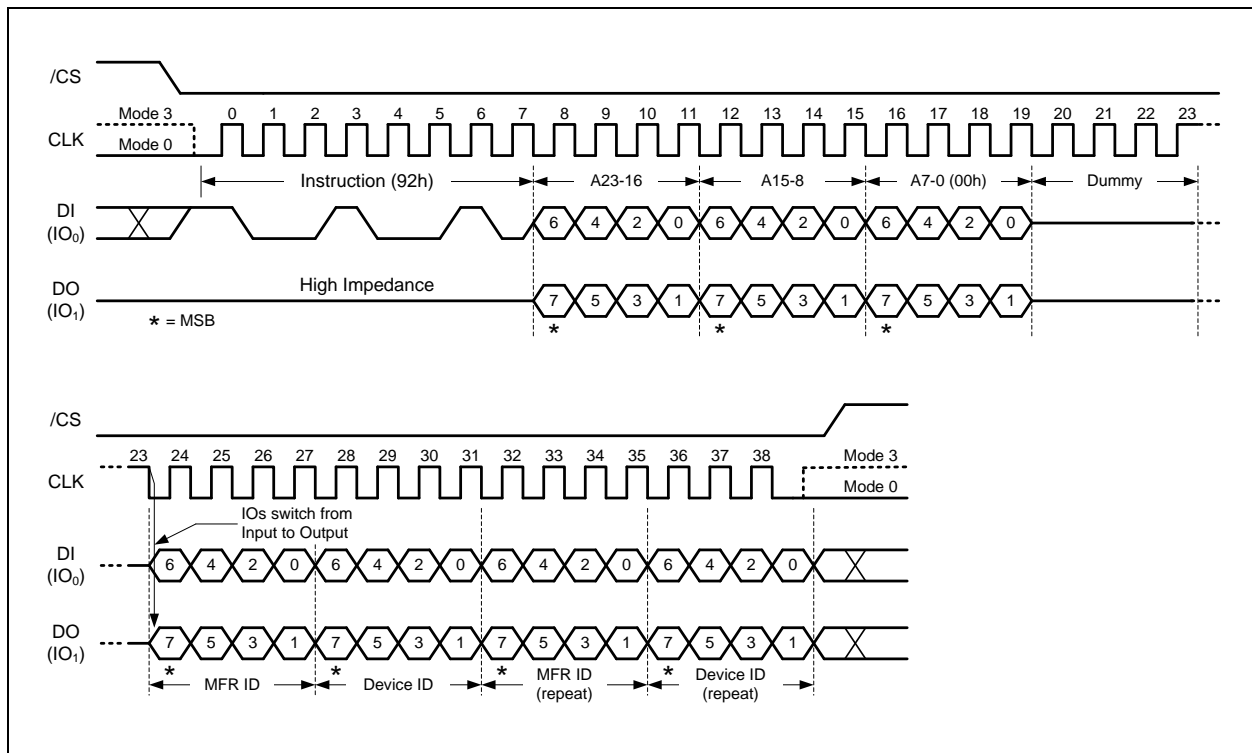 /CS
Mode 3
0 1 2 3 4 5 6 7 8 9 10 11 12 13 14 15 16 17 18 19 20 21 22 23
CLK
Mode 0
Instruction (92h) A23-16 A15-8 A7-0 (00h) Dummy
DI
(IO0)
6 4 2 0 6 4 2 0 6 4 2 0
High Impedance
DO
(IO1)
7 5 3 1 7 5 3 1 7 5 3 1
* = MSB
* * *
/CS
23 24 25 26 27 28 29 30 31 32 33 34 35 36 37 38
Mode 3
CLK
Mode 0
IOs switch from
Input to Output
DI
(IO0)
6 4 2 0 6 4 2 0 6 4 2 0 6 4 2 0
DO
(IO1)
7 5 3 1 7 5 3 1 7 5 3 1 7 5 3 1
* * * *
MFR ID Device ID MFR ID
(repeat)
Device ID
(repeat)